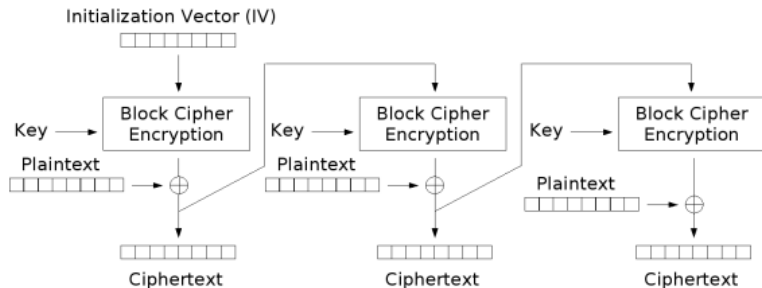 Initialization Vector (IV)
Block Cipher
Encryption
Block Cipher
Encryption
Block Cipher
Encryption
Key
Key
Key
Plaintext
Plaintext
Plaintext
Ciphertext
Ciphertext
Ciphertext